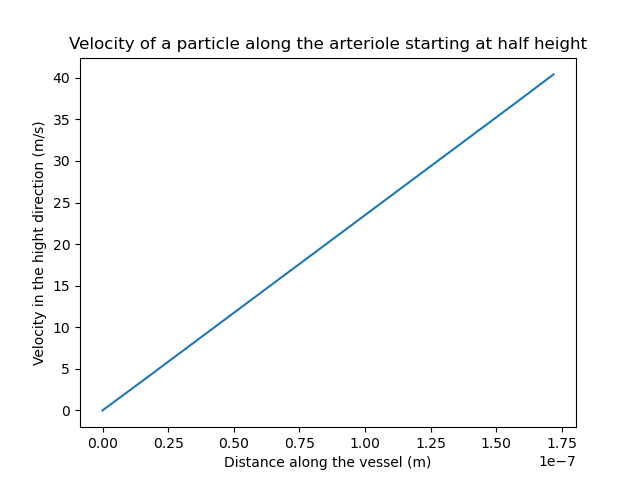 Velocity of a particle along the arteriole starting at half height
Velocity in the hight direction (m/s)
40
35
30
25
20
15
10
5
0
0.00 0.25 0.50 0.75 1.00 1.25 1.50 1.75
1e−7
Distance along the vessel (m)